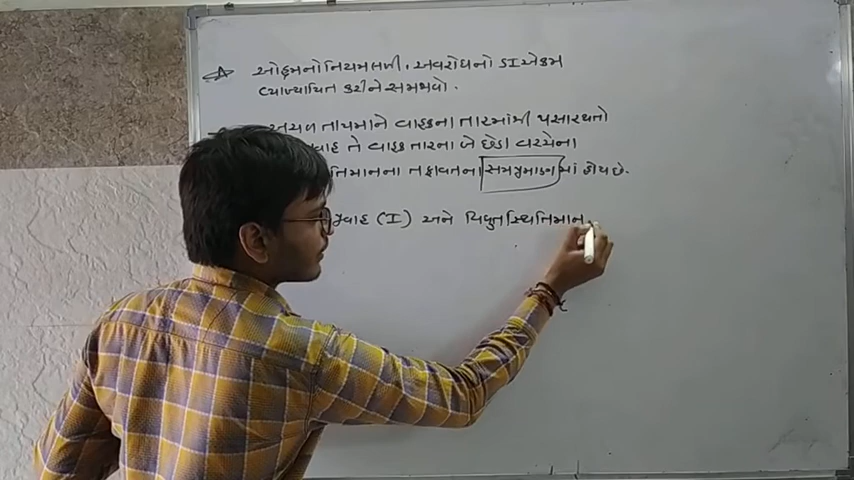 ઓહ્મનો નિયમ લખી, અવરોધનો SI એકમ
વ્યાખ્યાયિત કરીને સમજાવો.
અચળ તાપમાને વાહકના તારમાંથી પસાર થતો
વાહ તે વાહક તારના બે છેડા વચ્ચેના
તિમાનના તફાવતના સમપ્રમાણમાં હોય છે.
વાહ (I) અને વિદ્યુતસ્થિતિમાન